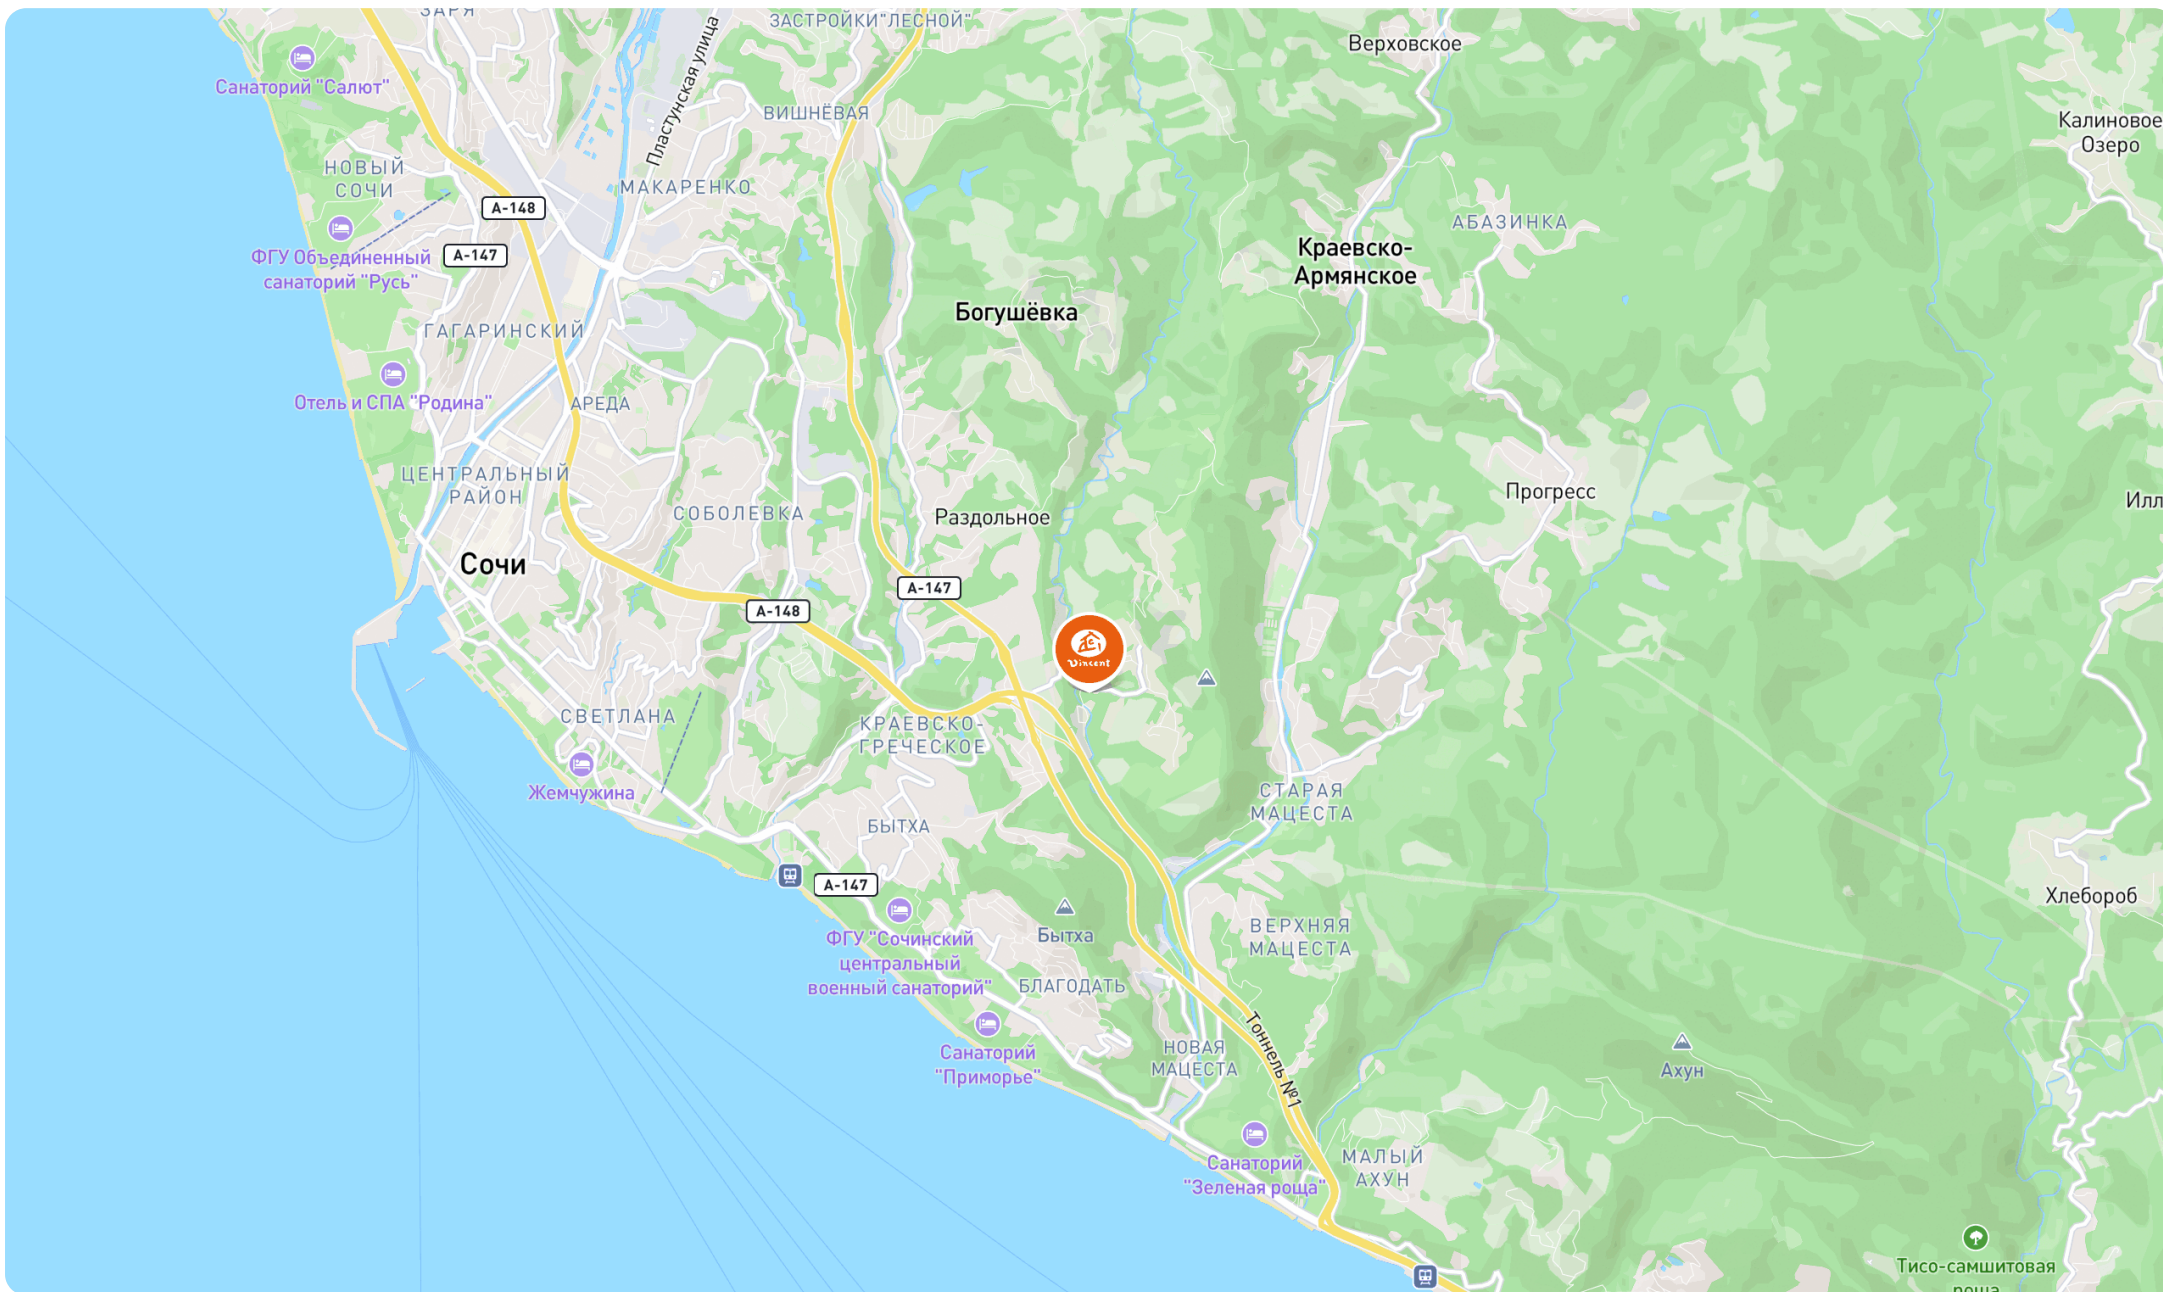 ЗАРЯ
ЗАСТРОЙКИ"ЛЕСНОЙ"
Верховское
Санаторий "Салют"
Пластунская улица
ВИШНЁВАЯ
Калиновое
Озеро
НОВЫЙ
СОЧИ
МАКАРЕНКО
А-148
АБАЗИНКА
ФГУ Объединенный
санаторий "Русь"
А-147
Краевско-
Армянское
Богушёвка
ГАГАРИНСКИЙ
Отель и СПА "Родина"
АРЕДА
ЦЕНТРАЛЬНЫЙ
РАЙОН
СОБОЛЕВКА
Раздольное
Прогресс
Илл
Сочи
А-147
А-148
Vincent
СВЕТЛАНА
КРАЕВСКО-
ГРЕЧЕСКОЕ
Жемчужина
СТАРАЯ
МАЦЕСТА
БЫТХА
А-147
Хлебороб
ФГУ "Сочинский
центральный
военный санаторий"
Бытха
ВЕРХНЯЯ
МАЦЕСТА
БЛАГОДАТЬ
Санаторий
"Приморье"
НОВАЯ
МАЦЕСТА
Тоннель №1
Ахун
Санаторий
"Зеленая роща"
МАЛЫЙ
АХУН
Тисо-самшитовая
роща